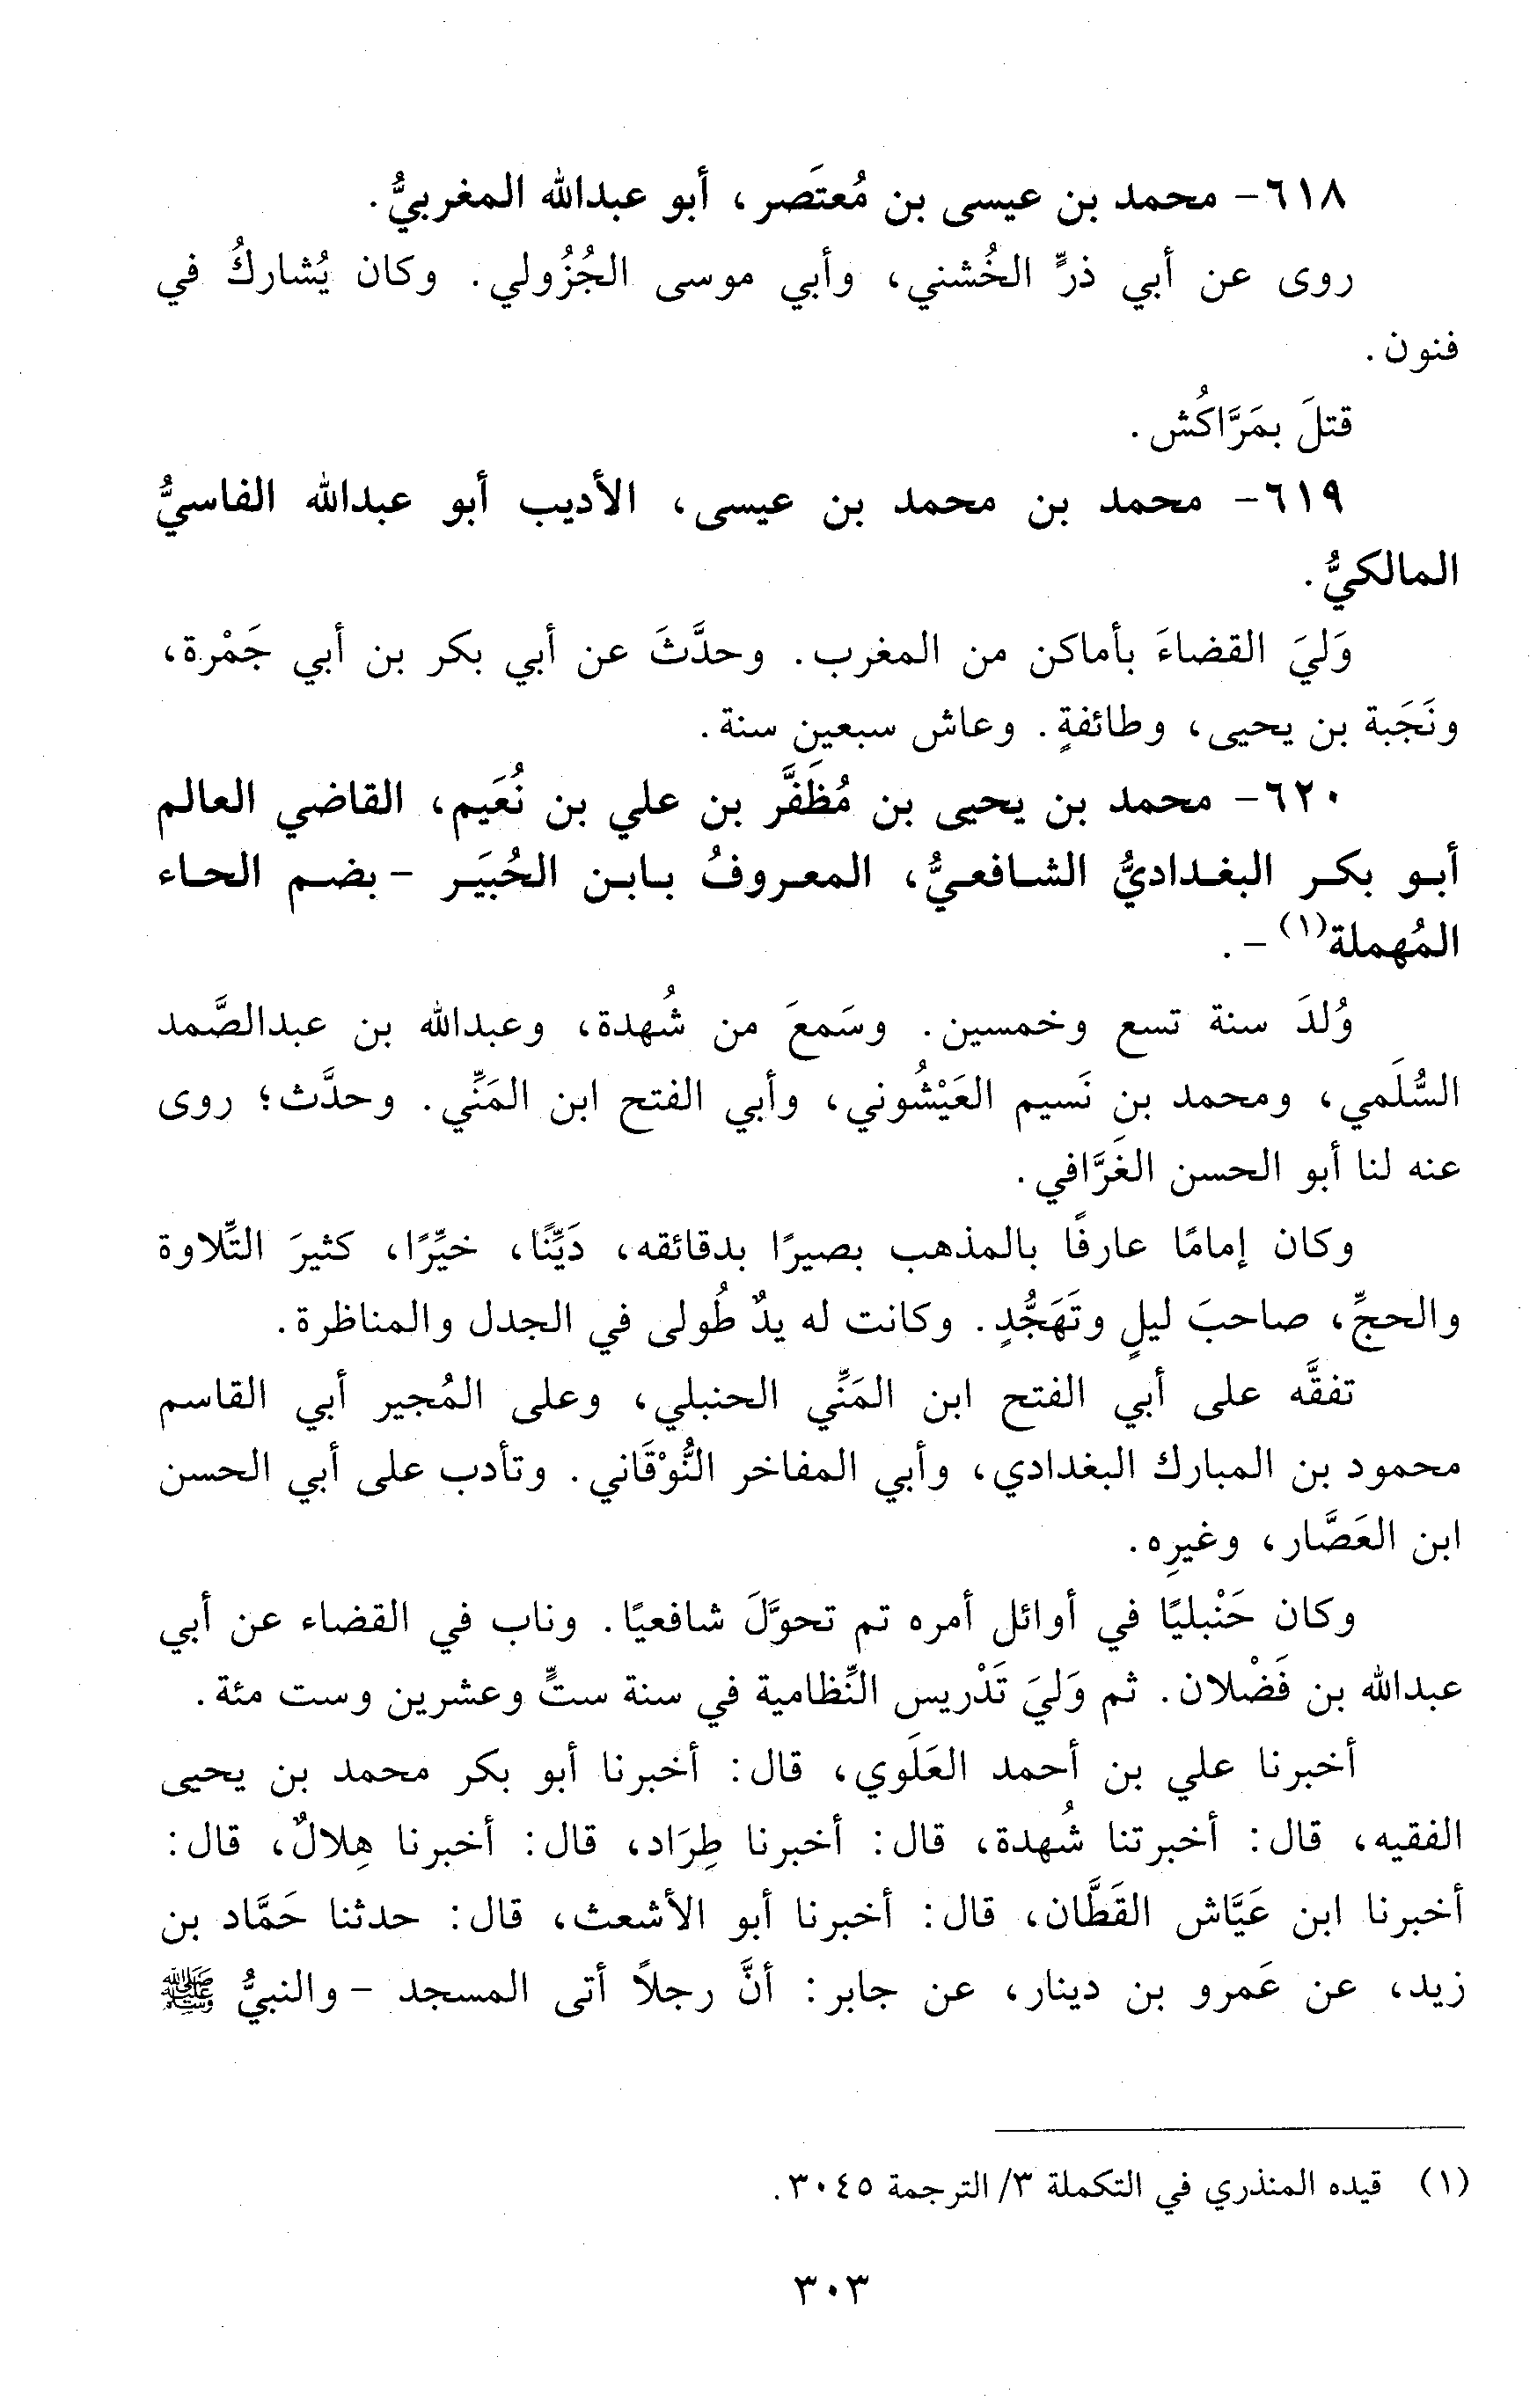 ٦١٨- محمد بن عيسى بن مُعتَصر، أبو عبدالله المغربيُّ.
روى عن أبي ذرٍّ الخُشني، وأبي موسى الجُزُولي. وكان يُشاركُ في
فنون.
قتلَ بمَرَّاكُش.
٦١٩- محمد بن محمد بن عيسى، الأديب أبو عبدالله الفاسيُّ
المالكيُّ.
وَليَ القضاءَ بأماكن من المغرب. وحدَّثَ عن أبي بكر بن أبي جَمْرة،
ونَجَبة بن يحيى، وطائفةٍ. وعاش سبعين سنة.
٦٢٠- محمد بن يحيى بن مُظَفَّر بن علي بن نُعَيم، القاضي العالم
أبو بكر البغداديُّ الشافعيُّ، المعروفُ بابن الحُبَير - بضم الحاء
المُهملة(١) -.
وُلدَ سنة تسع وخمسين. وسَمعَ من شُهدة، وعبدالله بن عبدالصَّمد
السُّلَمي، ومحمد بن نَسيم العَيْشُوني، وأبي الفتح ابن المَنِّي. وحدَّث؛ روى
عنه لنا أبو الحسن الغَرَّافي.
وكان إمامًا عارفًا بالمذهب بصيرًا بدقائقه، دَيِّنًا، خيِّرًا، كثيرَ التِّلاوة
والحجِّ، صاحبَ ليلٍ وتَهَجُّدٍ. وكانت له يدٌ طُولى في الجدل والمناظرة.
تفقَّه على أبي الفتح ابن المَنِّي الحنبلي، وعلى المُجير أبي القاسم
محمود بن المبارك البغدادي، وأبي المفاخر النُّوْقَاني. وتأدب على أبي الحسن
ابن العَصَّار، وغيرِه.
وكان حَنْبليًا في أوائل أمره تم تحوَّلَ شافعيًا. وناب في القضاء عن أبي
عبدالله بن فَضْلان. ثم وَليَ تَدْريس النِّظامية في سنة ستٍّ وعشرين وست مئة.
أخبرنا علي بن أحمد العَلَوي، قال: أخبرنا أبو بكر محمد بن يحيى
الفقيه، قال: أخبرتنا شُهدة، قال: أخبرنا طِرَاد، قال: أخبرنا هِلالٌ، قال:
أخبرنا ابن عَيَّاش القَطَّان، قال: أخبرنا أبو الأشعث، قال: حدثنا حَمَّاد بن
زيد، عن عَمرو بن دينار، عن جابر: أنَّ رجلاً أتى المسجد - والنبيُّ ﷺ
(١) قيده المنذري في التكملة ٣/ الترجمة ٣٠٤٥.
٣٠٣